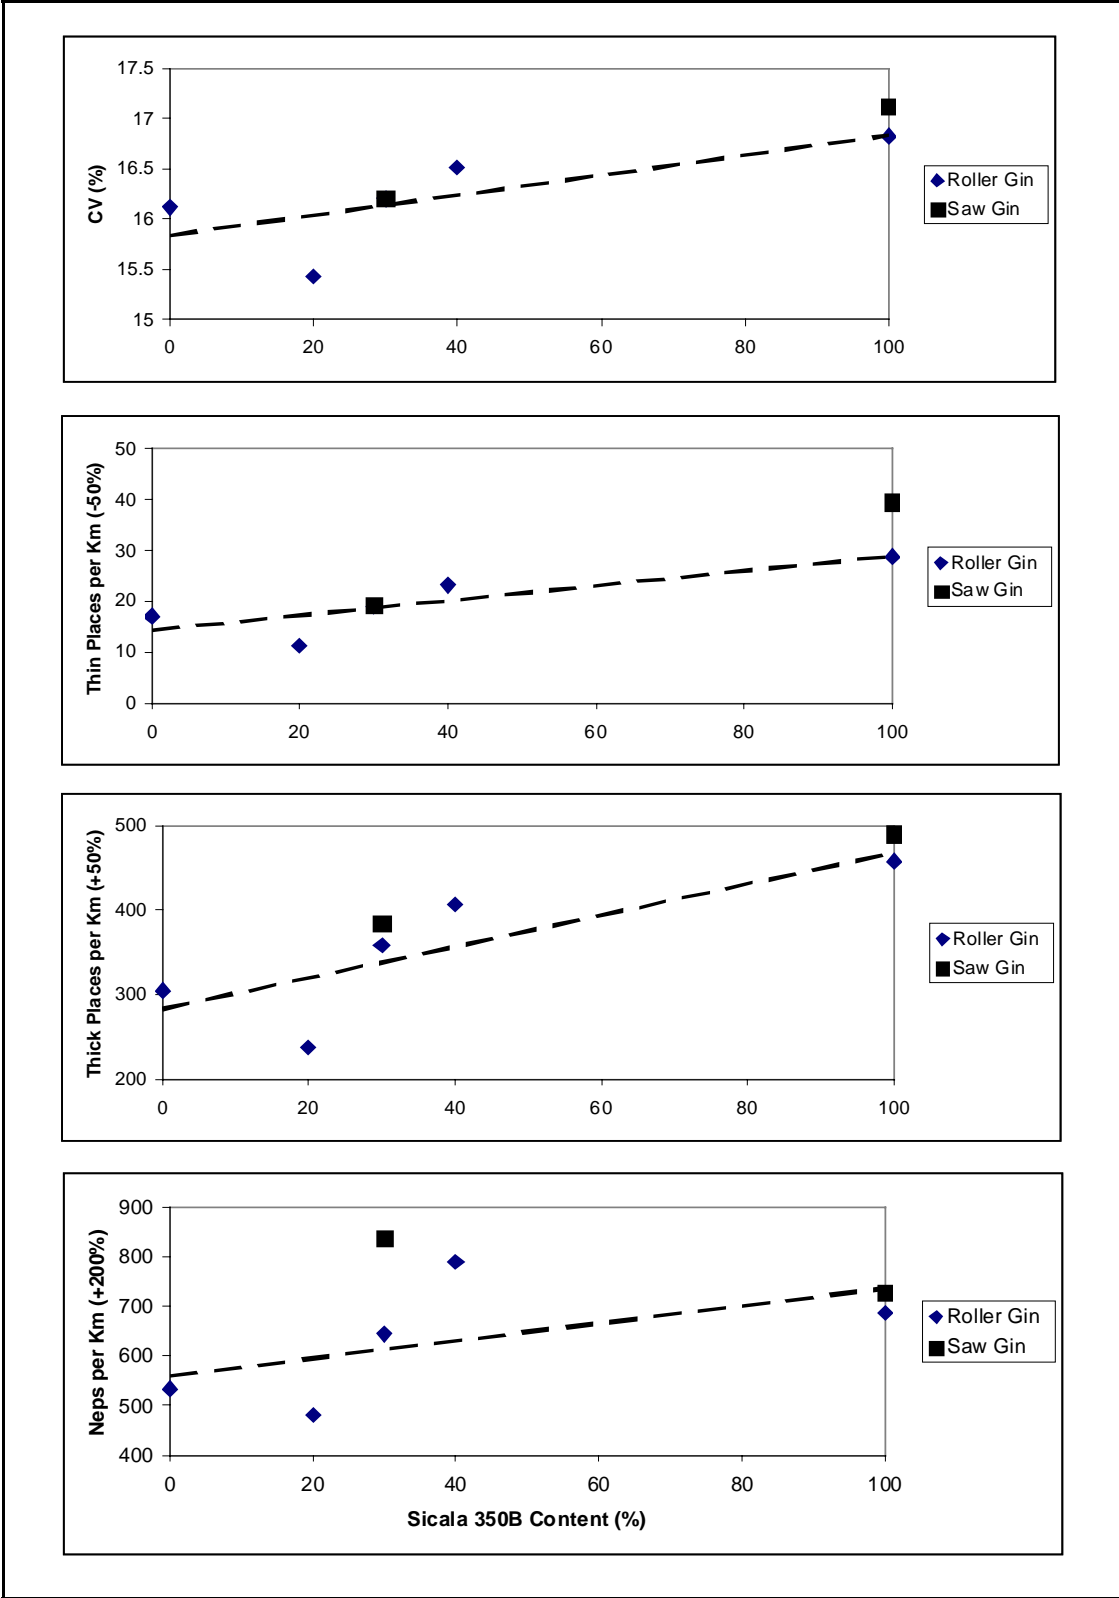 17.5
17
16.5
16
15.5
15
CV (%)
0 20 40 60 80 100
Roller Gin
Saw Gin
50
40
30
20
10
0
Thin Places per Km (-50%)
0 20 40 60 80 100
Roller Gin
Saw Gin
500
400
300
200
Thick Places per Km (+50%)
0 20 40 60 80 100
Roller Gin
Saw Gin
900
800
700
600
500
400
Neps per Km (+200%)
0 20 40 60 80 100
Sicala 350B Content (%)
Roller Gin
Saw Gin